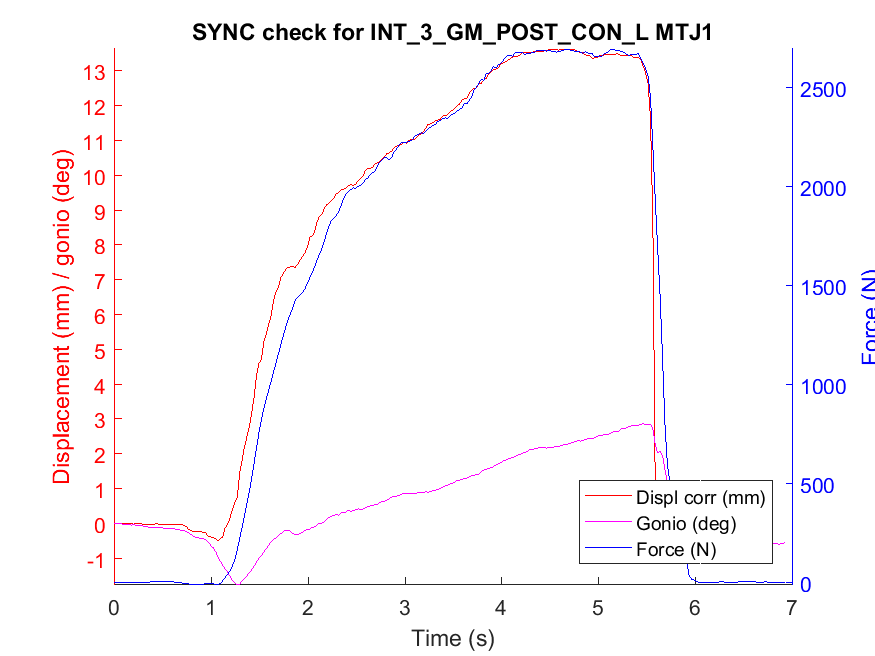 SYNC check for INT_3_GM_POST_CON_L MTJ1
Displacement (mm) / gonio (deg)
13
12
11
10
9
8
7
6
5
4
3
2
1
0
-1
2500
2000
1500
1000
500
0
Force (N)
Displ corr (mm)
Gonio (deg)
Force (N)
0 1 2 3 4 5 6 7
Time (s)